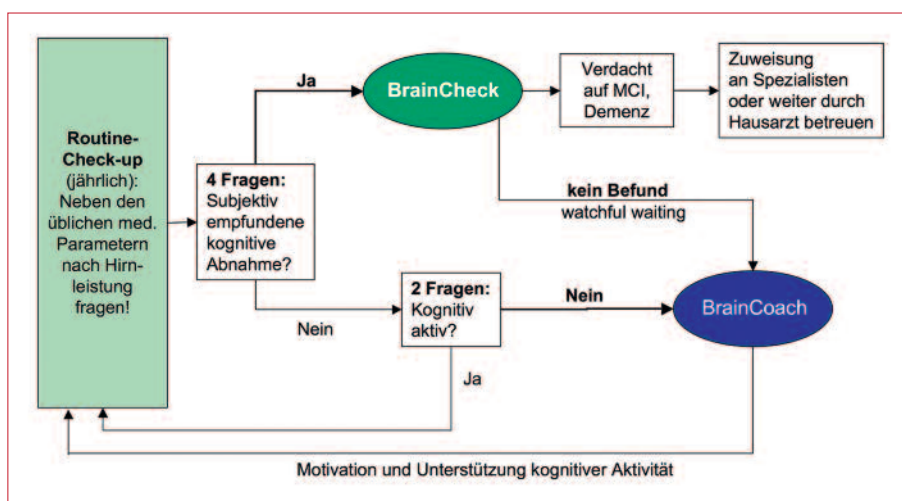 Routine-
Check-up
(jährlich):
Neben den
üblichen med.
Parametern
nach Hirn-
leistung
fragen!
4 Fragen:
Subjektiv
empfundene
kognitive
Abnahme?
Ja
BrainCheck
Verdacht
auf MCI,
Demenz
Zuweisung
an Spezialisten
oder weiter durch
Hausarzt betreuen
kein Befund
watchful waiting
Nein
2 Fragen:
Kognitiv
aktiv?
Nein
BrainCoach
Ja
Motivation und Unterstützung kognitiver Aktivität